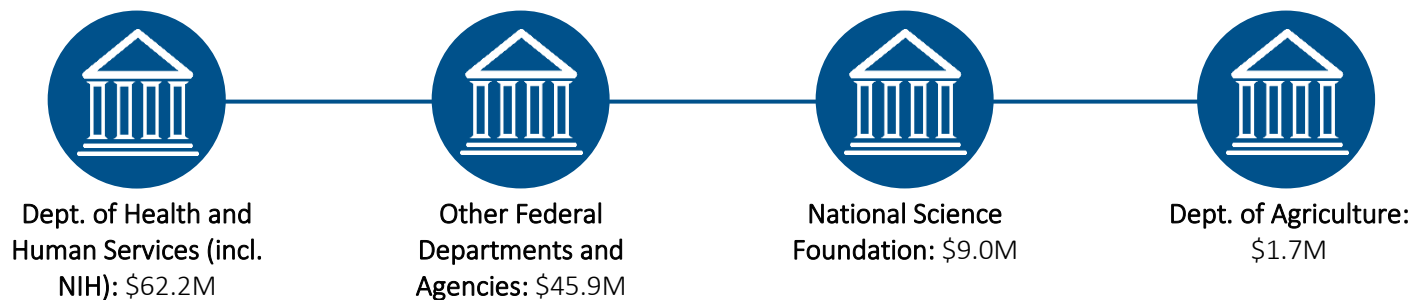 Dept. of Health and
Human Services (incl.
NIH): $62.2M
Other Federal
Departments and
Agencies: $45.9M
National Science
Foundation: $9.0M
Dept. of Agriculture:
$1.7M